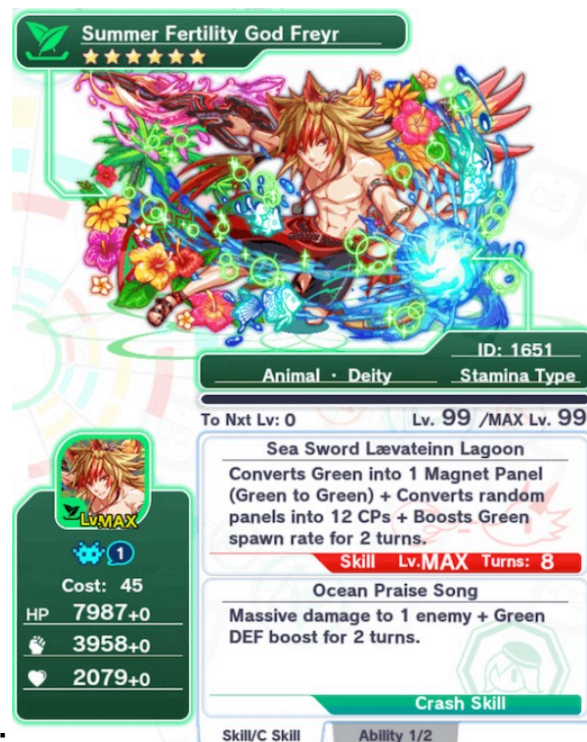 Summer Fertility God Freyr
ID: 1651
Animal · Deity
Stamina Type
To Nxt Lv: 0
Lv. 99 /MAX Lv. 99
Lv.MAX
1
Cost: 45
HP 7987+0
3958+0
2079+0
Sea Sword Lævateinn Lagoon
Converts Green into 1 Magnet Panel
(Green to Green) + Converts random
panels into 12 CPs + Boosts Green
spawn rate for 2 turns.
Skill Lv.MAX Turns: 8
Ocean Praise Song
Massive damage to 1 enemy + Green
DEF boost for 2 turns.
Crash Skill
Skill/C Skill
Ability 1/2